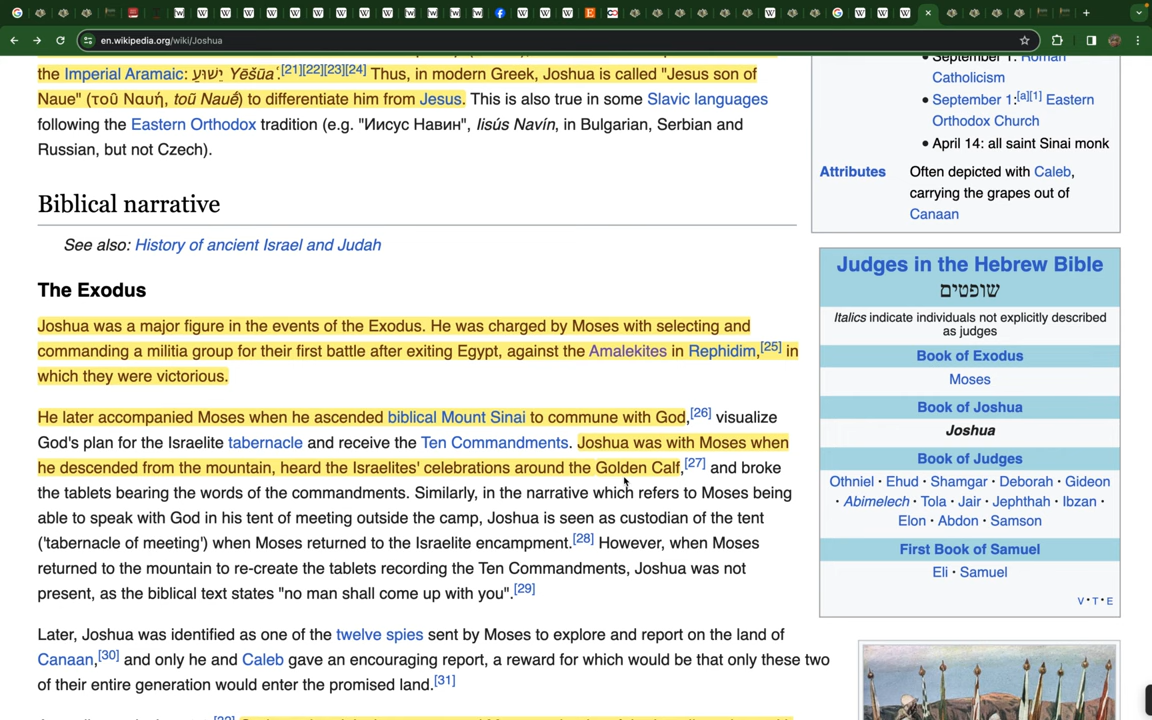 en.wikipedia.org/wiki/Joshua
the Imperial Aramaic: יֵשׁוּעַ Yēšūaʿ.[21][22][23][24] Thus, in modern Greek, Joshua is called "Jesus son of
Naue" (τοῦ Ναυή, toũ Nauḗ) to differentiate him from Jesus. This is also true in some Slavic languages
following the Eastern Orthodox tradition (e.g. "Иисус Навин", Iisús Navín, in Bulgarian, Serbian and
Russian, but not Czech).
Biblical narrative
See also: History of ancient Israel and Judah
The Exodus
Joshua was a major figure in the events of the Exodus. He was charged by Moses with selecting and
commanding a militia group for their first battle after exiting Egypt, against the Amalekites in Rephidim,[25] in
which they were victorious.
He later accompanied Moses when he ascended biblical Mount Sinai to commune with God,[26] visualize
God's plan for the Israelite tabernacle and receive the Ten Commandments. Joshua was with Moses when
he descended from the mountain, heard the Israelites' celebrations around the Golden Calf,[27] and broke
the tablets bearing the words of the commandments. Similarly, in the narrative which refers to Moses being
able to speak with God in his tent of meeting outside the camp, Joshua is seen as custodian of the tent
('tabernacle of meeting') when Moses returned to the Israelite encampment.[28] However, when Moses
returned to the mountain to re-create the tablets recording the Ten Commandments, Joshua was not
present, as the biblical text states "no man shall come up with you".[29]
Later, Joshua was identified as one of the twelve spies sent by Moses to explore and report on the land of
Canaan,[30] and only he and Caleb gave an encouraging report, a reward for which would be that only these two
of their entire generation would enter the promised land.[31]
September 1: Roman
Catholicism
September 1:[a][1] Eastern
Orthodox Church
April 14: all saint Sinai monk
Attributes
Often depicted with Caleb,
carrying the grapes out of
Canaan
Judges in the Hebrew Bible
שופטים
Italics indicate individuals not explicitly described
as judges
Book of Exodus
Moses
Book of Joshua
Joshua
Book of Judges
Othniel • Ehud • Shamgar • Deborah • Gideon
• Abimelech • Tola • Jair • Jephthah • Ibzan •
Elon • Abdon • Samson
First Book of Samuel
Eli • Samuel
V • T • E